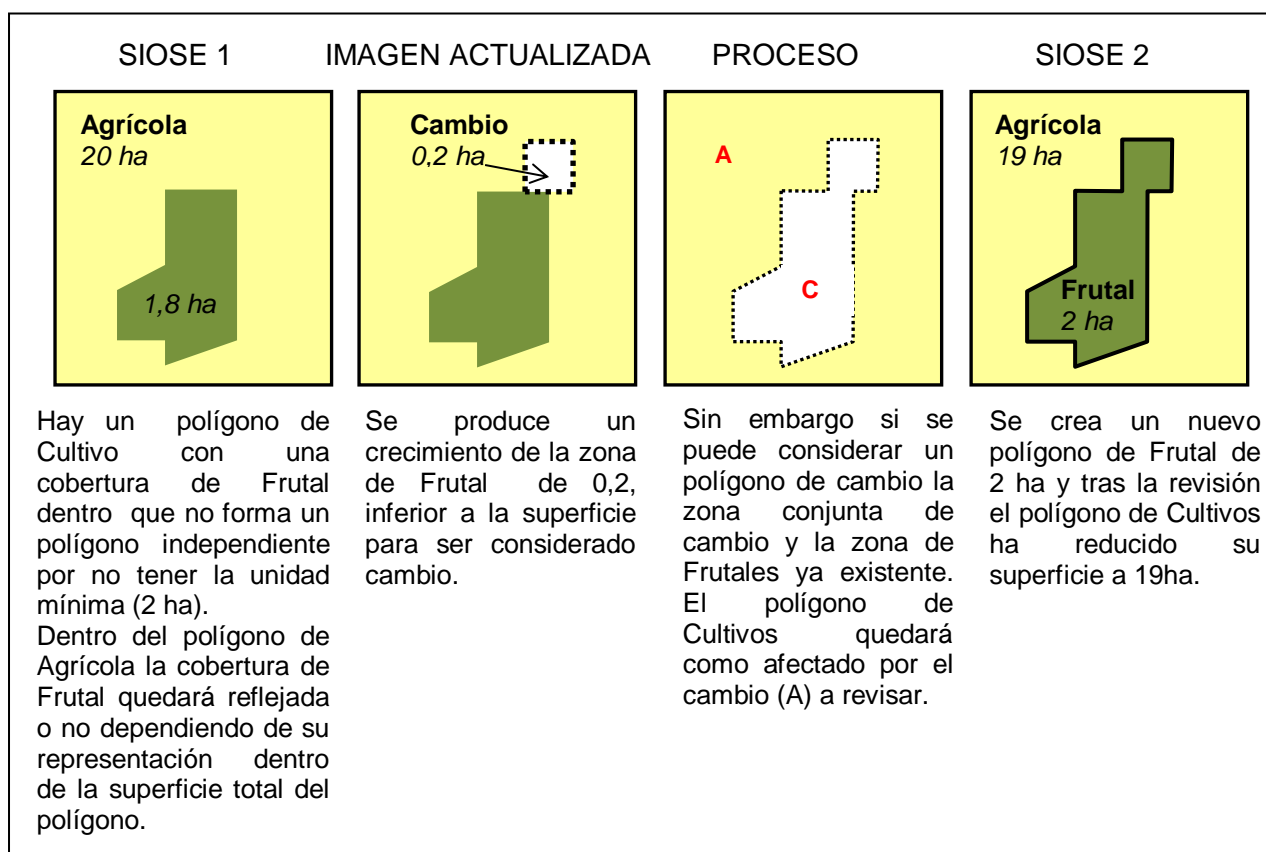 SIOSE 1
IMAGEN ACTUALIZADA
PROCESO
SIOSE 2
Agrícola
20 ha
1,8 ha
Cambio
0,2 ha
A
C
Agrícola
19 ha
Frutal
2 ha
Hay un polígono de
Cultivo con una
cobertura de Frutal
dentro que no forma un
polígono independiente
por no tener la unidad
mínima (2 ha).
Dentro del polígono de
Agrícola la cobertura de
Frutal quedará reflejada
o no dependiendo de su
representación dentro
de la superficie total del
polígono.
Se produce un
crecimiento de la zona
de Frutal de 0,2,
inferior a la superficie
para ser considerado
cambio.
Sin embargo si se
puede considerar un
polígono de cambio la
zona conjunta de
cambio y la zona de
Frutales ya existente.
El polígono de
Cultivos quedará
como afectado por el
cambio (A) a revisar.
Se crea un nuevo
polígono de Frutal de
2 ha y tras la revisión
el polígono de Cultivos
ha reducido su
superficie a 19ha.